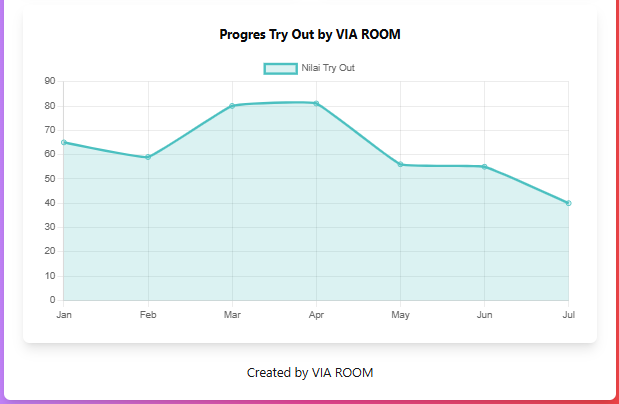 Progres Try Out by VIA ROOM
Nilai Try Out
90
80
70
60
50
40
30
20
10
0
Jan Feb Mar Apr May Jun Jul
Created by VIA ROOM